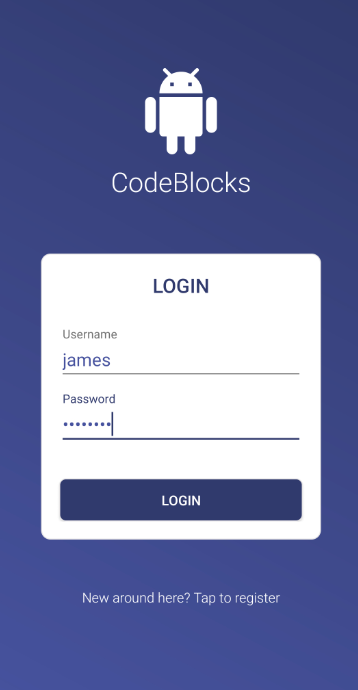 CodeBlocks
LOGIN
Username
james
Password
••••••••
LOGIN
New around here? Tap to register